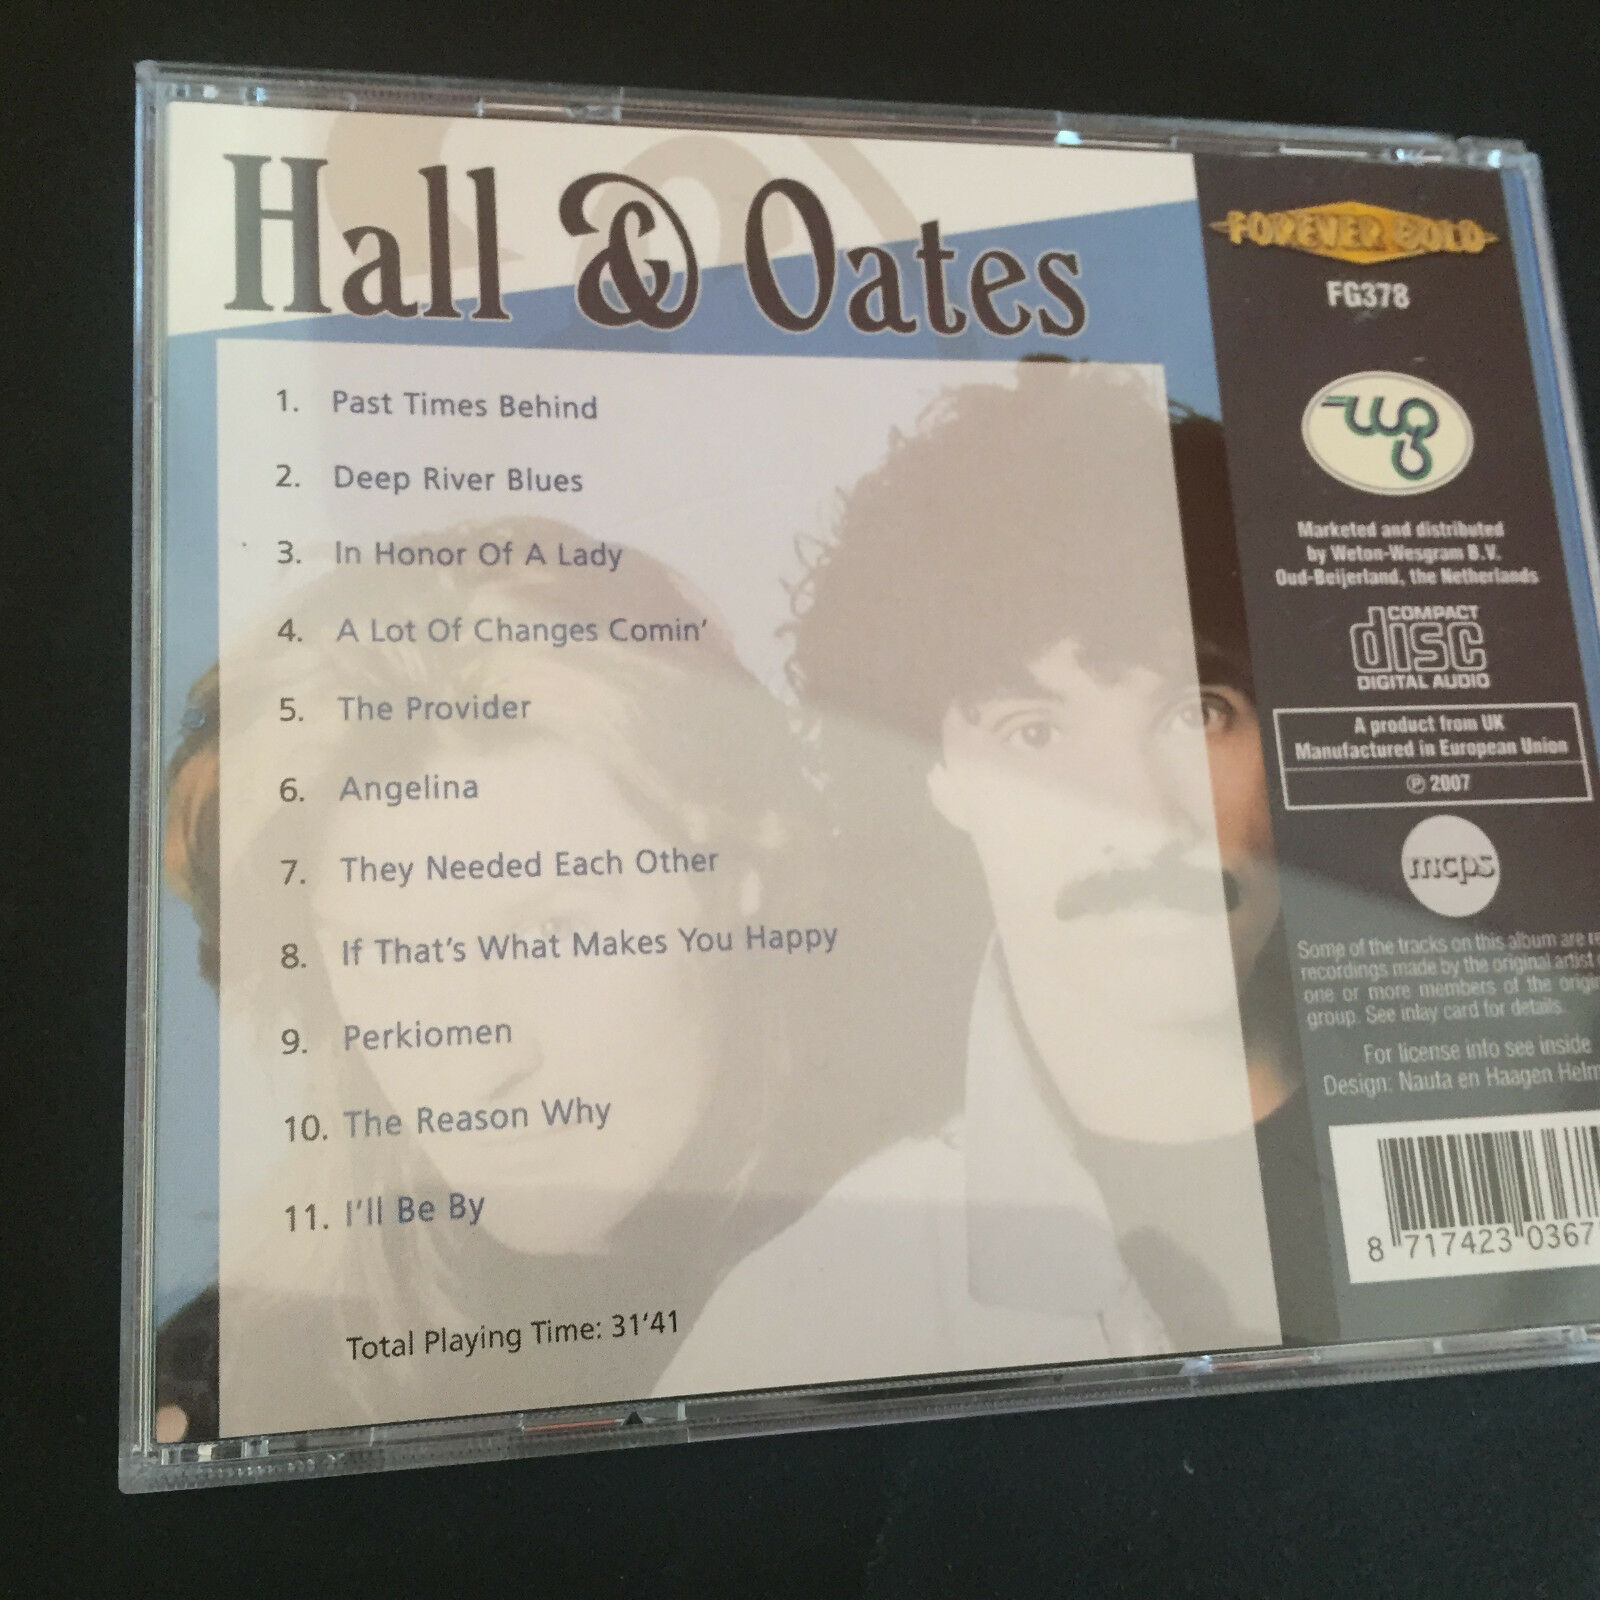 Hall & Oates
1. Past Times Behind
2. Deep River Blues
3. In Honor Of A Lady
4. A Lot Of Changes Comin'
5. The Provider
6. Angelina
7. They Needed Each Other
8. If That's What Makes You Happy
9. Perkiomen
10. The Reason Why
11. I'll Be By
Total Playing Time: 31'41
FOREVER GOLD
FG378
Marketed and distributed
by Weton-Wesgram B.V.
Oud-Beijerland, the Netherlands
COMPACT
disc
DIGITAL AUDIO
A product from UK
Manufactured in European Union
℗ 2007
mcps
Some of the tracks on this album are re
recordings made by the original artist
one or more members of the
group. See inlay card for details.
For license info see inside
Design: Nauta en Haagen
8 717423 0367